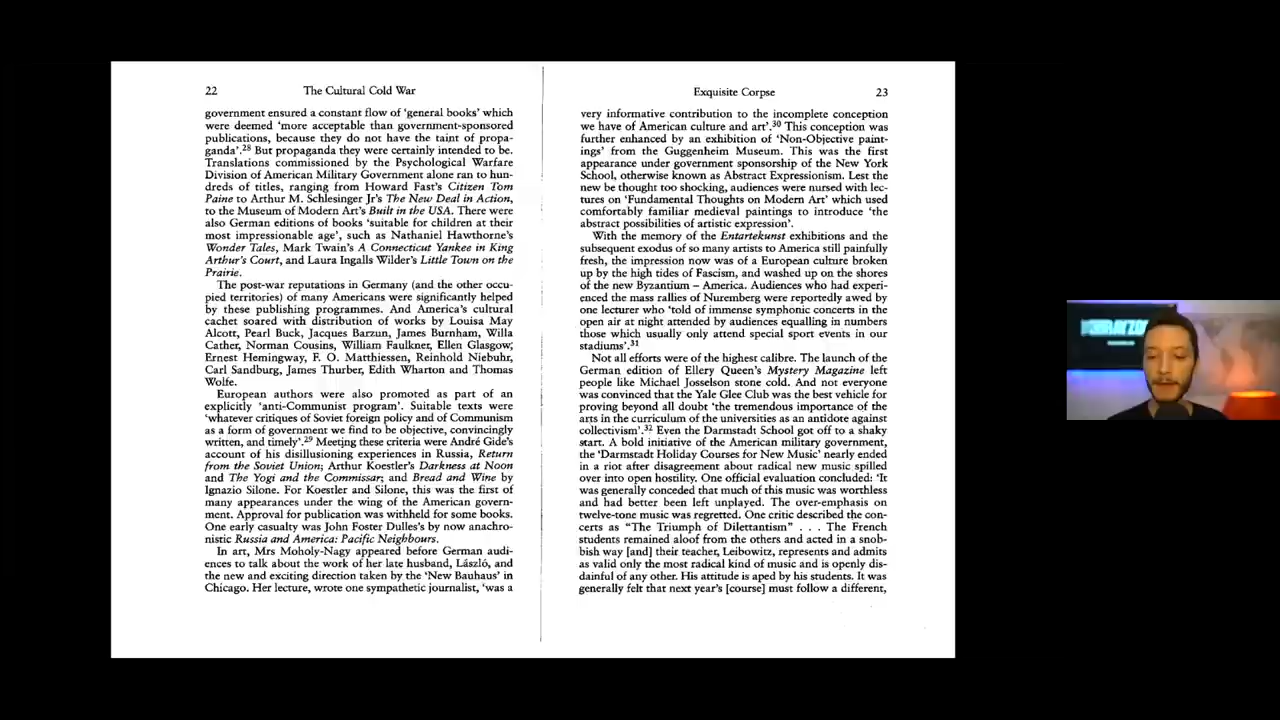 22
The Cultural Cold War
government ensured a constant flow of ‘general books’ which
were deemed ‘more acceptable than government-sponsored
publications, because they do not have the taint of propa-
ganda’.28 But propaganda they were certainly intended to be.
Translations commissioned by the Psychological Warfare
Division of American Military Government alone ran to hun-
dreds of titles, ranging from Howard Fast’s Citizen Tom
Paine to Arthur M. Schlesinger Jr’s The New Deal in Action,
to the Museum of Modern Art’s Built in the USA. There were
also German editions of books ‘suitable for children at their
most impressionable age’, such as Nathaniel Hawthorne’s
Wonder Tales, Mark Twain’s A Connecticut Yankee in King
Arthur’s Court, and Laura Ingalls Wilder’s Little Town on the
Prairie.
The post-war reputations in Germany (and the other occu-
pied territories) of many Americans were significantly helped
by these publishing programmes. And America’s cultural
cachet soared with distribution of works by Louisa May
Alcott, Pearl Buck, Jacques Barzun, James Burnham, Willa
Cather, Norman Cousins, William Faulkner, Ellen Glasgow,
Ernest Hemingway, F. O. Matthiessen, Reinhold Niebuhr,
Carl Sandburg, James Thurber, Edith Wharton and Thomas
Wolfe.
European authors were also promoted as part of an
explicitly ‘anti-Communist program’. Suitable texts were
‘whatever critiques of Soviet foreign policy and of Communism
as a form of government we find to be objective, convincingly
written, and timely’.29 Meeting these criteria were André Gide’s
account of his disillusioning experiences in Russia, Return
from the Soviet Union; Arthur Koestler’s Darkness at Noon
and The Yogi and the Commissar; and Bread and Wine by
Ignazio Silone. For Koestler and Silone, this was the first of
many appearances under the wing of the American govern-
ment. Approval for publication was withheld for some books.
One early casualty was John Foster Dulles’s by now anachro-
nistic Russia and America: Pacific Neighbours.
In art, Mrs Moholy-Nagy appeared before German audi-
ences to talk about the work of her late husband, László, and
the new and exciting direction taken by the ‘New Bauhaus’ in
Chicago. Her lecture, wrote one sympathetic journalist, ‘was a
Exquisite Corpse
23
very informative contribution to the incomplete conception
we have of American culture and art’.30 This conception was
further enhanced by an exhibition of ‘Non-Objective paint-
ings’ from the Guggenheim Museum. This was the first
appearance under government sponsorship of the New York
School, otherwise known as Abstract Expressionism. Lest the
new be thought too shocking, audiences were nursed with lec-
tures on ‘Fundamental Thoughts on Modern Art’ which used
comfortably familiar medieval paintings to introduce ‘the
abstract possibilities of artistic expression’.
With the memory of the Entartekunst exhibitions and the
subsequent exodus of so many artists to America still painfully
fresh, the impression now was of a European culture broken
up by the high tides of Fascism, and washed up on the shores
of the new Byzantium – America. Audiences who had experi-
enced the mass rallies of Nuremberg were reportedly awed by
one lecturer who ‘told of immense symphonic concerts in the
open air at night attended by audiences equalling in numbers
those which usually only attend special sport events in our
stadiums’.31
Not all efforts were of the highest calibre. The launch of the
German edition of Ellery Queen’s Mystery Magazine left
people like Michael Josselson stone cold. And not everyone
was convinced that the Yale Glee Club was the best vehicle for
proving beyond all doubt ‘the tremendous importance of the
arts in the curriculum of the universities as an antidote against
collectivism’.32 Even the Darmstadt School got off to a shaky
start. A bold initiative of the American military government,
the ‘Darmstadt Holiday Courses for New Music’ nearly ended
in a riot after disagreement about radical new music spilled
over into open hostility. One official evaluation concluded: ‘It
was generally conceded that much of this music was worthless
and had better been left unplayed. The over-emphasis on
twelve-tone music was regretted. One critic described the con-
certs as “The Triumph of Dilettantism” . . . The French
students remained aloof from the others and acted in a snob-
bish way [and] their teacher, Leibowitz, represents and admits
as valid only the most radical kind of music and is openly dis-
dainful of any other. His attitude is aped by his students. It was
generally felt that next year’s [course] must follow a different,